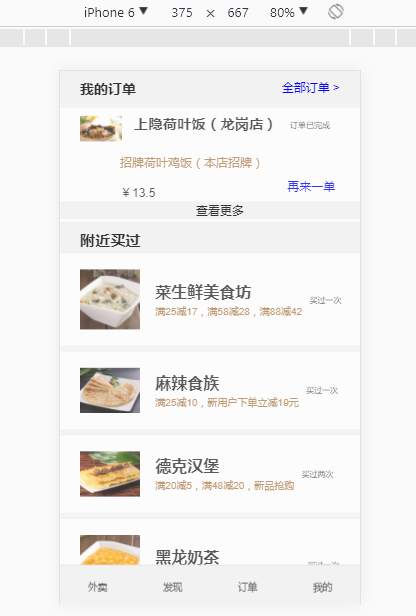 iPhone 6 ▼ 375 × 667 80% ▼
我的订单 全部订单 >
上隐荷叶饭（龙岗店） 订单已完成
招牌荷叶鸡饭（本店招牌）
¥ 13.5 再来一单
查看更多
附近买过
菜生鲜美食坊 买过一次
满25减17，满58减28，满88减42
麻辣食族 买过一次
满25减10，新用户下单立减19元
德克汉堡 买过两次
满20减5，满48减20，新品抢购
黑龙奶茶
外卖 发现 订单 我的